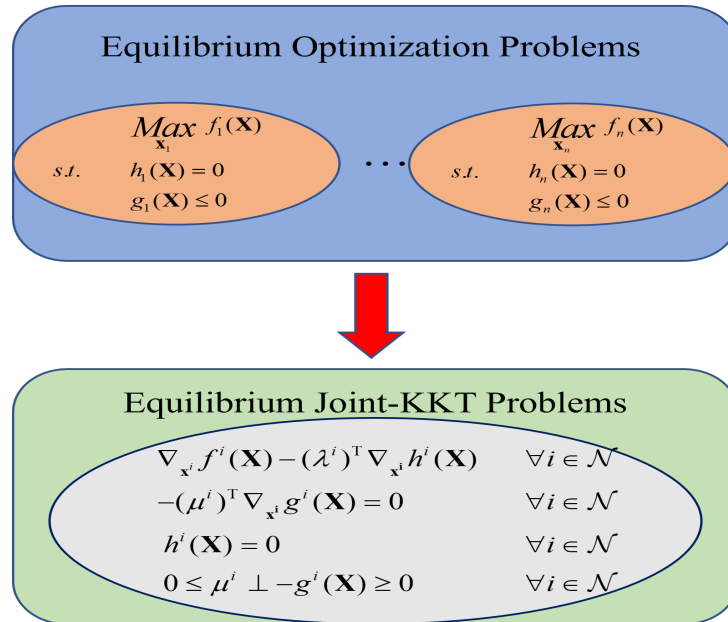 Equilibrium Optimization Problems
Max f₁(X)
x₁
s.t. h₁(X) = 0
g₁(X) ≤ 0
···
Max fₙ(X)
xₙ
s.t. hₙ(X) = 0
gₙ(X) ≤ 0
Equilibrium Joint-KKT Problems
∇_{xⁱ} fⁱ(X) − (λⁱ)ᵀ ∇_{xⁱ} hⁱ(X) ∀i ∈ 𝒩
−(μⁱ)ᵀ ∇_{xⁱ} gⁱ(X) = 0 ∀i ∈ 𝒩
hⁱ(X) = 0 ∀i ∈ 𝒩
0 ≤ μⁱ ⊥ −gⁱ(X) ≥ 0 ∀i ∈ 𝒩